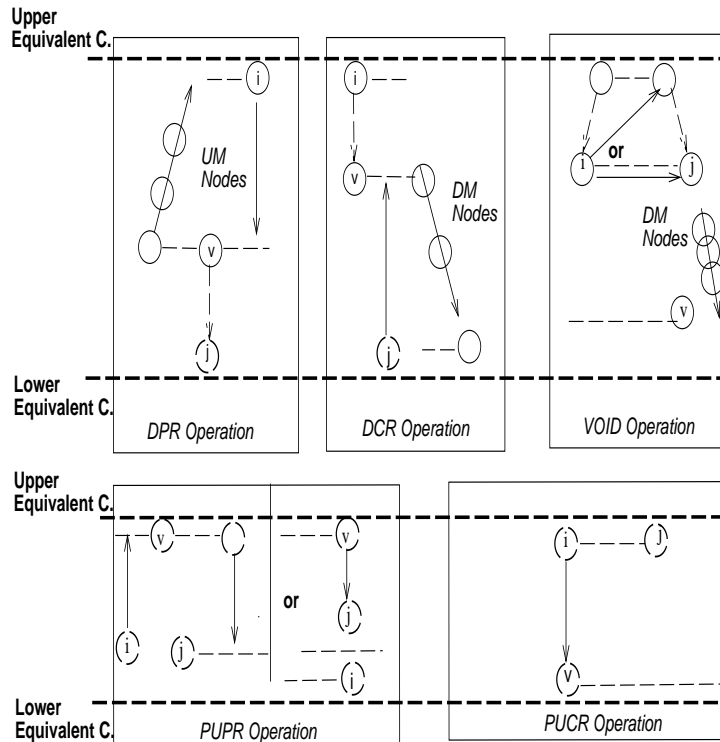 Upper
Equivalent C.
i
UM
Nodes
v
j
DPR Operation
i
v
DM
Nodes
j
DCR Operation
i
or
j
DM
Nodes
v
VOID Operation
Lower
Equivalent C.
Upper
Equivalent C.
v
i
j
or
v
j
i
PUPR Operation
i
j
v
PUCR Operation
Lower
Equivalent C.